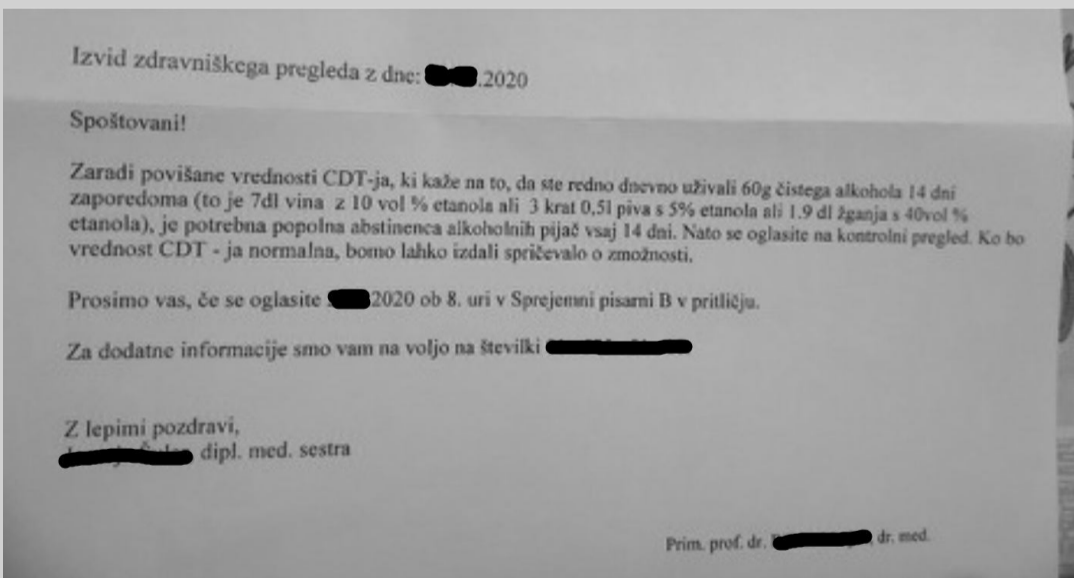 Izvid zdravniškega pregleda z dne: .2020
Spoštovani!
Zaradi povišane vrednosti CDT-ja, ki kaže na to, da ste redno dnevno uživali 60g čistega alkohola 14 dni
zaporedoma (to je 7dl vina z 10 vol % etanola ali 3 krat 0,5l piva s 5% etanola ali 1.9 dl žganja s 40vol %
etanola), je potrebna popolna abstinenca alkoholnih pijač vsaj 14 dni. Nato se oglasite na kontrolni pregled. Ko bo
vrednost CDT - ja normalna, bomo lahko izdali spričevalo o zmožnosti.
Prosimo vas, če se oglasite 2020 ob 8. uri v Sprejemni pisarni B v pritličju.
Za dodatne informacije smo vam na voljo na številki
Z lepimi pozdravi,
dipl. med. sestra
Prim. prof. dr. dr. med.